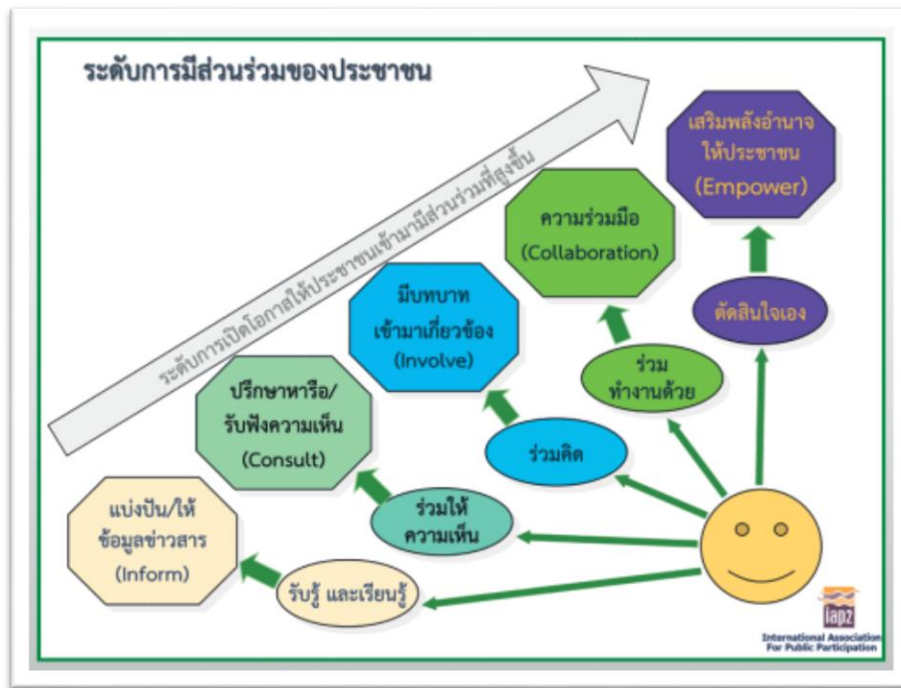 ระดับการมีส่วนร่วมของประชาชน
ระดับการเปิดโอกาสให้ประชาชนเข้ามามีส่วนร่วมที่สูงขึ้น
เสริมพลังอำนาจ
ให้ประชาชน
(Empower)
ความร่วมมือ
(Collaboration)
มีบทบาท
เข้ามาเกี่ยวข้อง
(Involve)
ตัดสินใจเอง
ปรึกษาหารือ/
รับฟังความเห็น
(Consult)
ร่วม
ทำงานด้วย
ร่วมคิด
แบ่งปัน/ให้
ข้อมูลข่าวสาร
(Inform)
ร่วมให้
ความเห็น
รับรู้ และเรียนรู้
iap2
International Association
For Public Participation